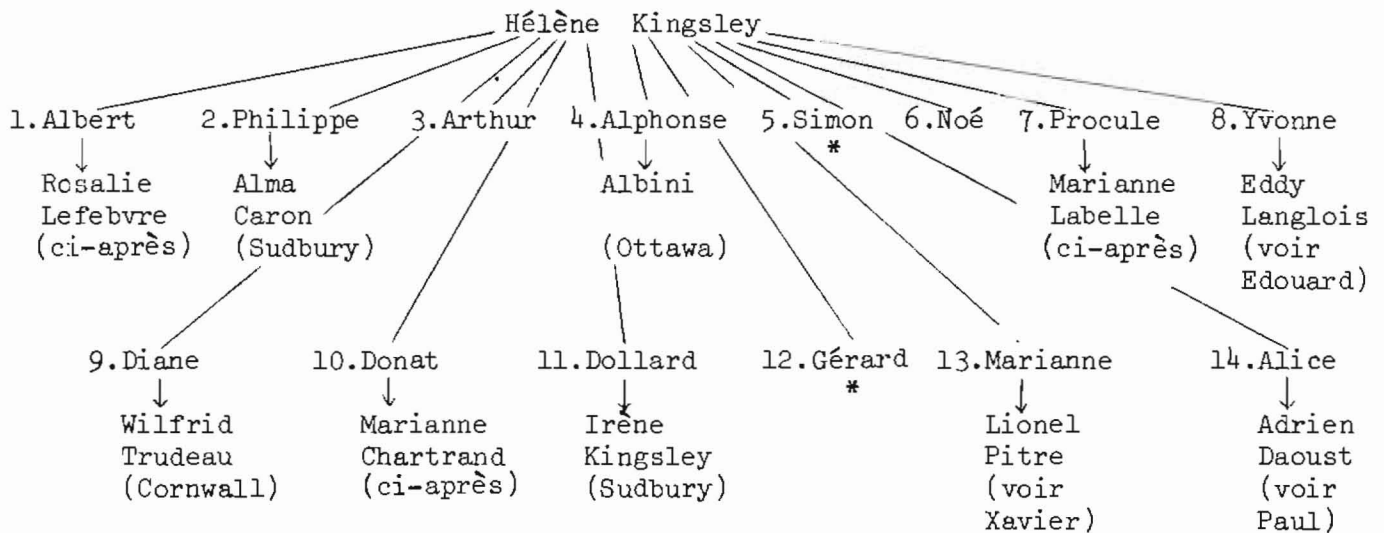 Hélène Kingsley
1.Albert 2.Philippe 3.Arthur 4.Alphonse 5.Simon 6.Noé 7.Procule 8.Yvonne
*
Rosalie Alma Albini Marianne Eddy
Lefebvre Caron Labelle Langlois
(ci-après) (Sudbury) (Ottawa) (ci-après) (voir
Edouard)
9.Diane 10.Donat 11.Dollard 12.Gérard 13.Marianne 14.Alice
*
Wilfrid Marianne Irène Lionel Adrien
Trudeau Chartrand Kingsley Pitre Daoust
(Cornwall) (ci-après) (Sudbury) (voir (voir
Xavier) Paul)